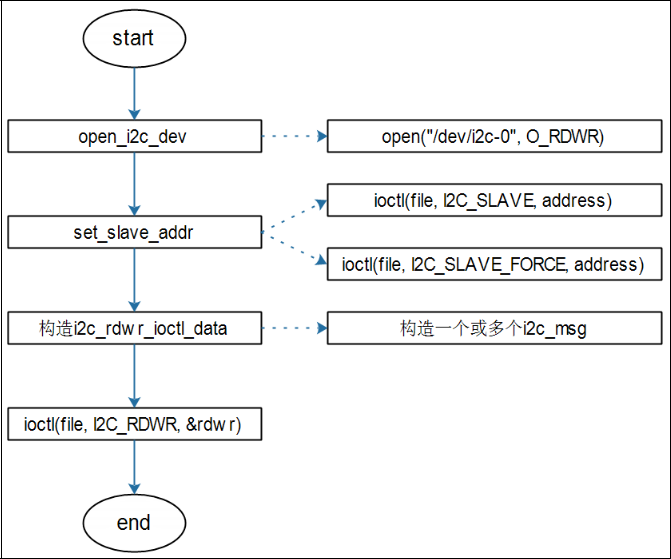 start
open_i2c_dev
open("/dev/i2c-0", O_RDWR)
ioctl(file, I2C_SLAVE, address)
set_slave_addr
ioctl(file, I2C_SLAVE_FORCE, address)
构造i2c_rdwr_ioctl_data
构造一个或多个i2c_msg
ioctl(file, I2C_RDWR, &rdwr)
end